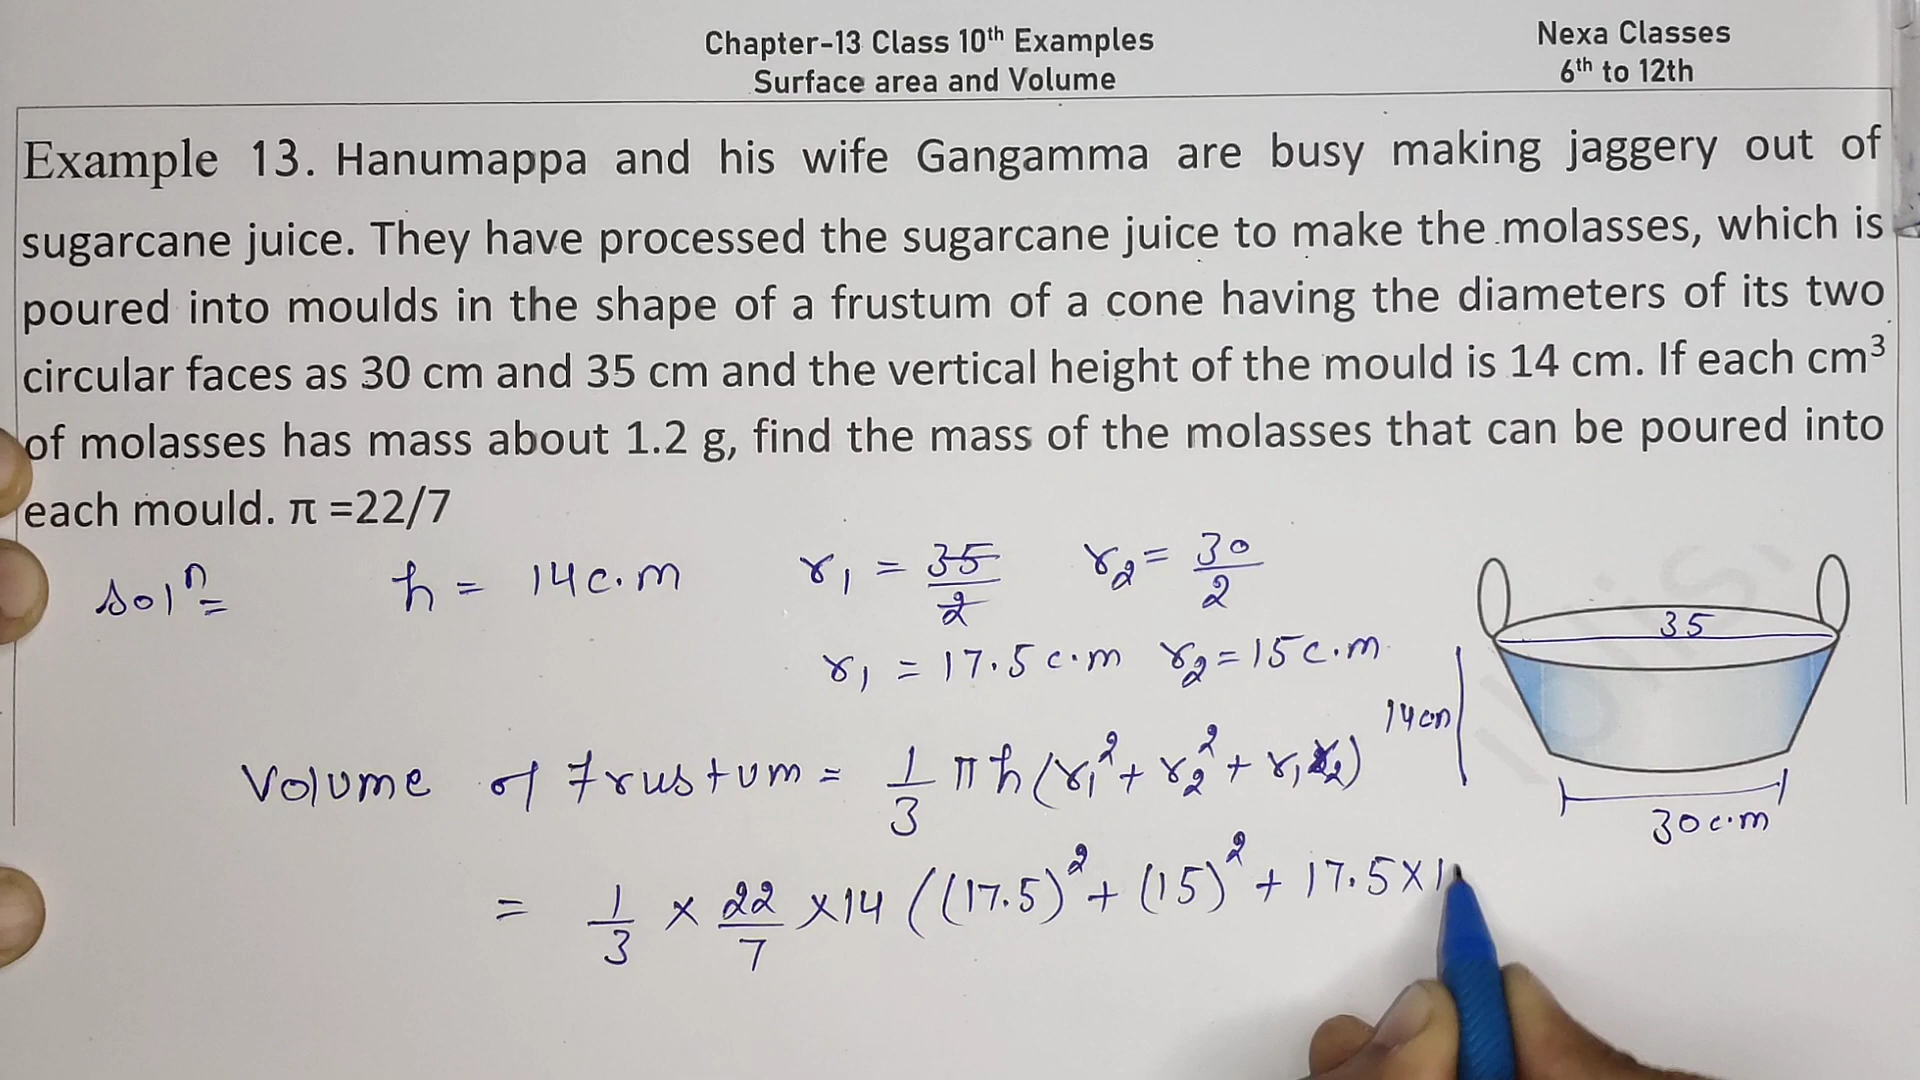 Chapter-13 Class 10th Examples
Surface area and Volume
Nexa Classes
6th to 12th
Example 13. Hanumappa and his wife Gangamma are busy making jaggery out of
sugarcane juice. They have processed the sugarcane juice to make the molasses, which is
poured into moulds in the shape of a frustum of a cone having the diameters of its two
circular faces as 30 cm and 35 cm and the vertical height of the mould is 14 cm. If each cm³
of molasses has mass about 1.2 g, find the mass of the molasses that can be poured into
each mould. π =22/7
Solⁿ= h = 14 c.m r₁ = 35/2 r₂ = 30/2
r₁ = 17.5 c.m r₂ = 15 c.m
35
14cm
30 c.m
Volume of frustum = 1/3 πh (r₁² + r₂² + r₁r₂)
= 1/3 × 22/7 × 14 ((17.5)² + (15)² + 17.5 × 1